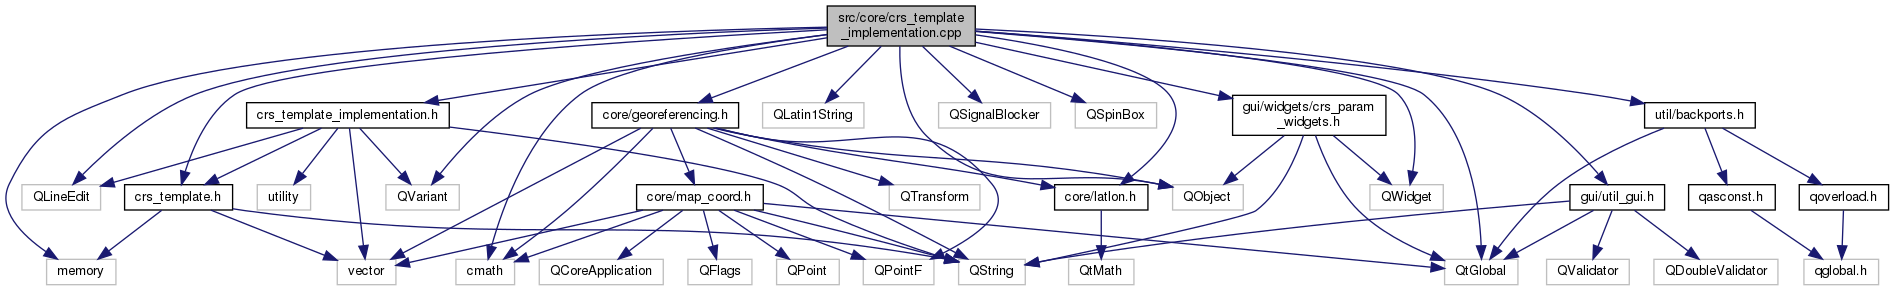 src/core/crs_template
_implementation.cpp
crs_template_implementation.h
core/georeferencing.h
QLatin1String
QSignalBlocker
QSpinBox
gui/widgets/crs_param
_widgets.h
util/backports.h
QLineEdit
crs_template.h
utility
QVariant
core/map_coord.h
QTransform
core/latlon.h
QObject
QWidget
gui/util_gui.h
qasconst.h
qoverload.h
memory
vector
cmath
QCoreApplication
QFlags
QPoint
QPointF
QString
QtMath
QtGlobal
QValidator
QDoubleValidator
qglobal.h